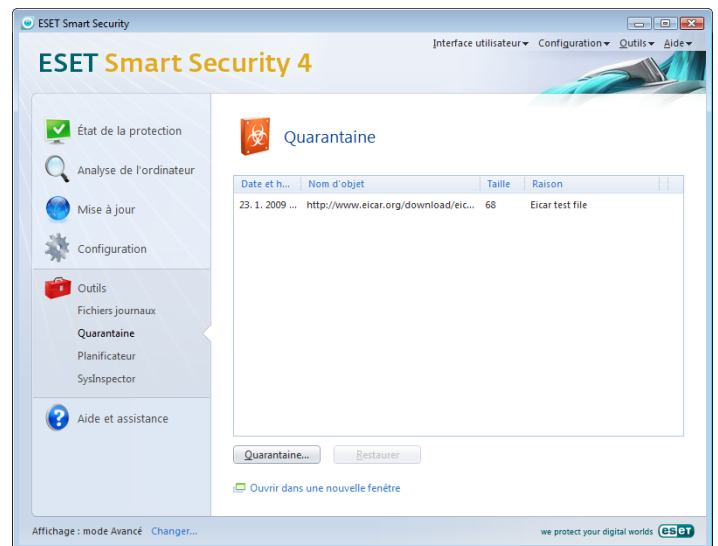 ESET Smart Security
Interface utilisateur Configuration Outils Aide
ESET Smart Security 4
État de la protection
Analyse de l'ordinateur
Mise à jour
Configuration
Outils
Fichiers journaux
Quarantaine
Planificateur
SysInspector
Aide et assistance
Quarantaine
Date et h... Nom d'objet Taille Raison
23. 1. 2009 ... http://www.eicar.org/download/eic... 68 Eicar test file
Quarantaine... Restaurer
Ouvrir dans une nouvelle fenêtre
Affichage : mode Avancé Changer...
we protect your digital worlds eseT